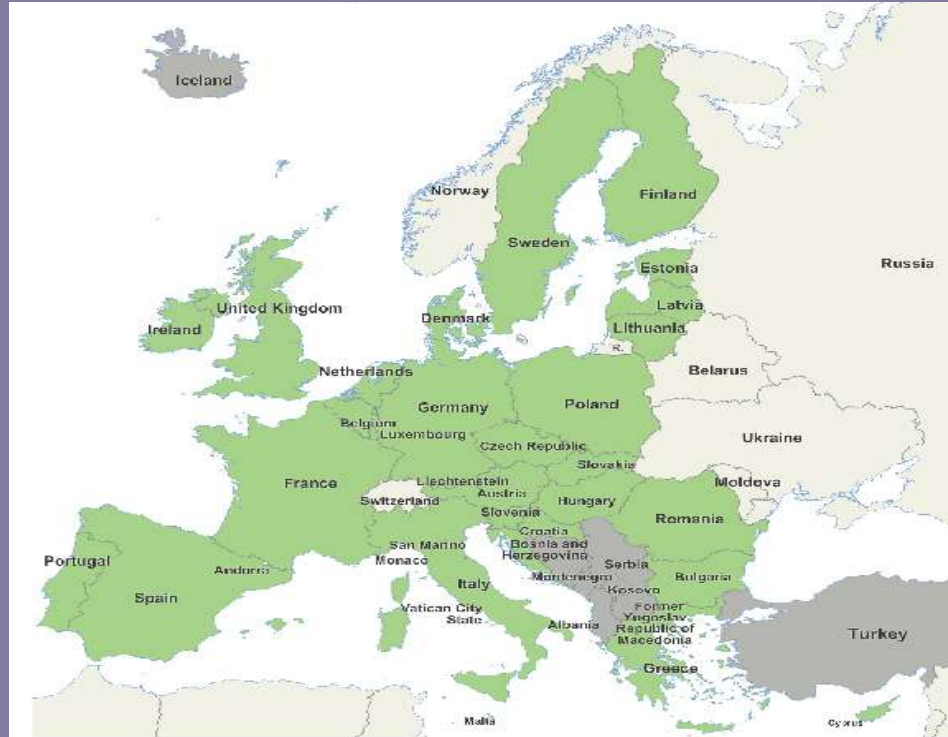 Iceland
Norway
Finland
Sweden
Russia
Estonia
Latvia
Lithuania
R.
United Kingdom
Ireland
Denmark
Belarus
Netherlands
Germany
Poland
Belgium
Luxembourg
Czech Republic
Ukraine
Slovakia
Moldova
France
Liechtenstein
Switzerland
Austria
Hungary
Slovenia
Romania
Croatia
San Marino
Bosnia and
Herzegovina
Portugal
Monaco
Serbia
Andorra
Montenegro
Bulgaria
Italy
Kosovo
Spain
Vatican City
State
Former
Yugoslav
Republic of
Macedonia
Albania
Turkey
Greece
Malta
Cyprus